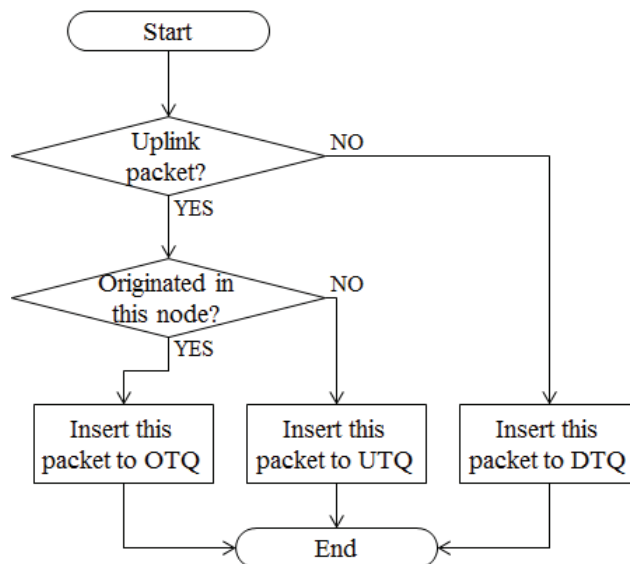 Start
Uplink
packet?
NO
YES
Originated in
this node?
NO
YES
Insert this
packet to OTQ
Insert this
packet to UTQ
Insert this
packet to DTQ
End